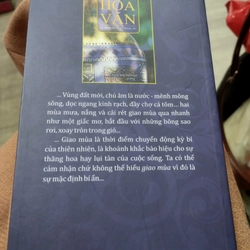 HOA VĂN
... Vùng đất mới, chủ âm là nước - mênh mông
sông, dọc ngang kinh rạch, đầy chợ cá tôm... hai
mùa mưa, nắng và cái rét giao mùa qua nhanh
như một giấc mơ, bắt đầu với những bông sao
rơi, xoay tròn trong gió...
... Giao mùa là thời điểm chuyển động kỳ bí
của thiên nhiên, là khoảnh khắc báo hiệu cho sự
thăng hoa hay lụi tàn của cuộc sống. Ta có thể
cảm nhận chứ không thể hiểu giao mùa vì đó là
sự mặc định bí ẩn...